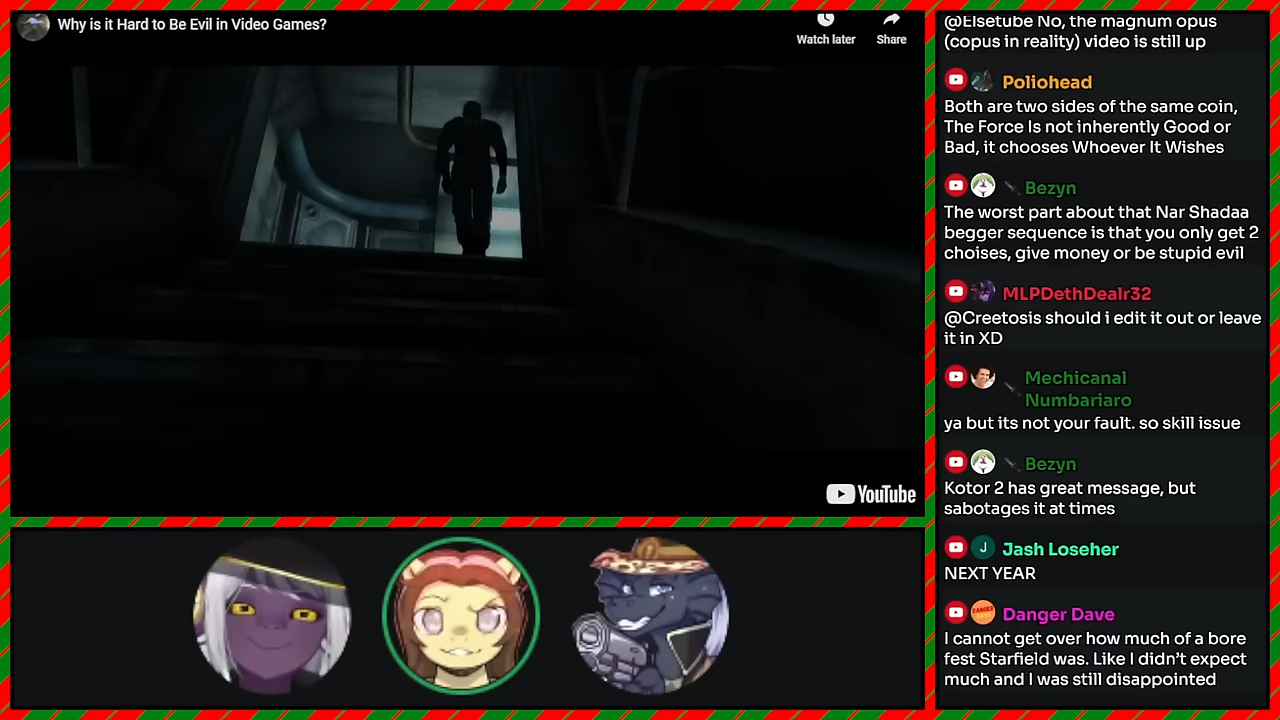 Why is it Hard to Be Evil in Video Games?
Watch later
Share
YouTube
@Elsetube No, the magnum opus
(copus in reality) video is still up
Poliohead
Both are two sides of the same coin,
The Force Is not inherently Good or
Bad, it chooses Whoever It Wishes
Bezyn
The worst part about that Nar Shadaa
begger sequence is that you only get 2
choises, give money or be stupid evil
MLPDethDealr32
@Creetosis should i edit it out or leave
it in XD
Mechicanal
Numbariaro
ya but its not your fault. so skill issue
Bezyn
Kotor 2 has great message, but
sabotages it at times
J
Jash Loseher
NEXT YEAR
Danger Dave
I cannot get over how much of a bore
fest Starfield was. Like I didn't expect
much and I was still disappointed